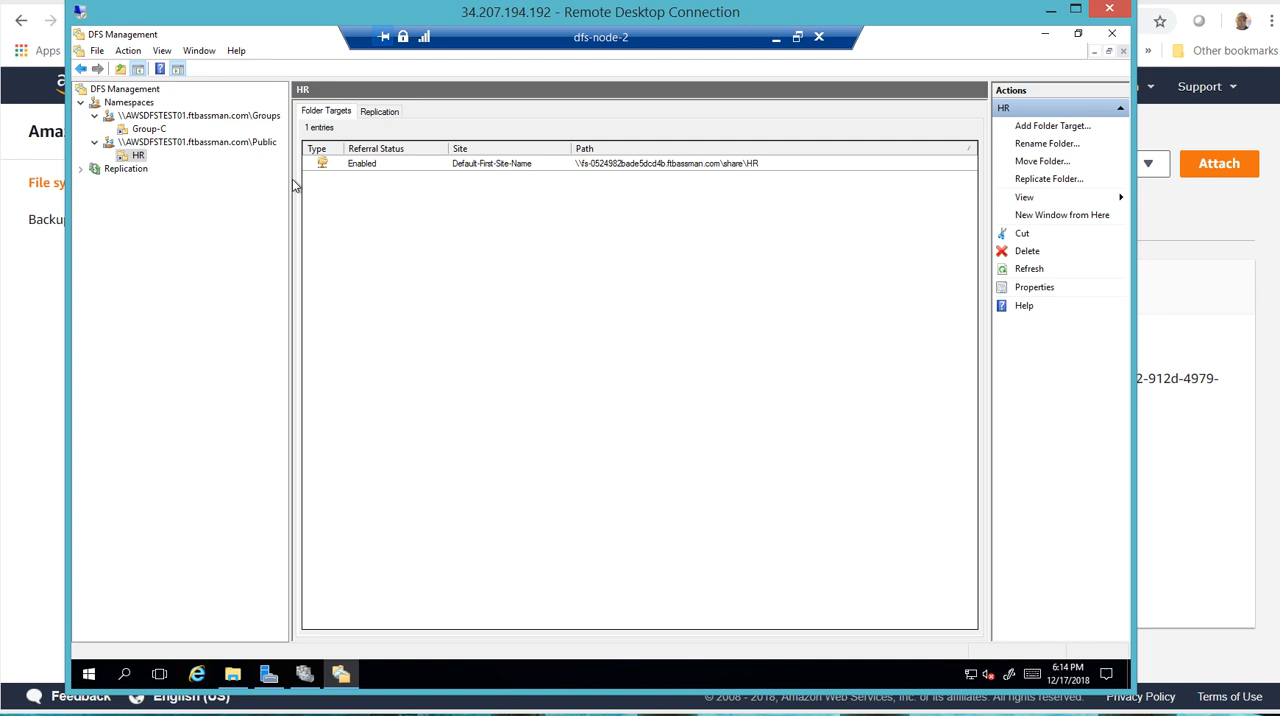 34.207.194.192 - Remote Desktop Connection
dfs-node-2
DFS Management
File Action View Window Help
Apps
Other bookmarks
Support
Amaz
File sy
Backup
Attach
2-912d-4979-
DFS Management
Namespaces
\\AWSDFSTEST01.ftbassman.com\Groups
Group-C
\\AWSDFSTEST01.ftbassman.com\Public
HR
Replication
HR
Folder Targets Replication
1 entries
Type Referral Status Site Path
Enabled Default-First-Site-Name \\fs-0524982bade5dcd4b.ftbassman.com\share\HR
Actions
HR
Add Folder Target...
Rename Folder...
Move Folder...
Replicate Folder...
View
New Window from Here
Cut
Delete
Refresh
Properties
Help
6:14 PM
12/17/2018
Feedback English (US)
© 2008 - 2018, Amazon Web Services, Inc. or its affiliates. All rights reserved.
Privacy Policy Terms of Use